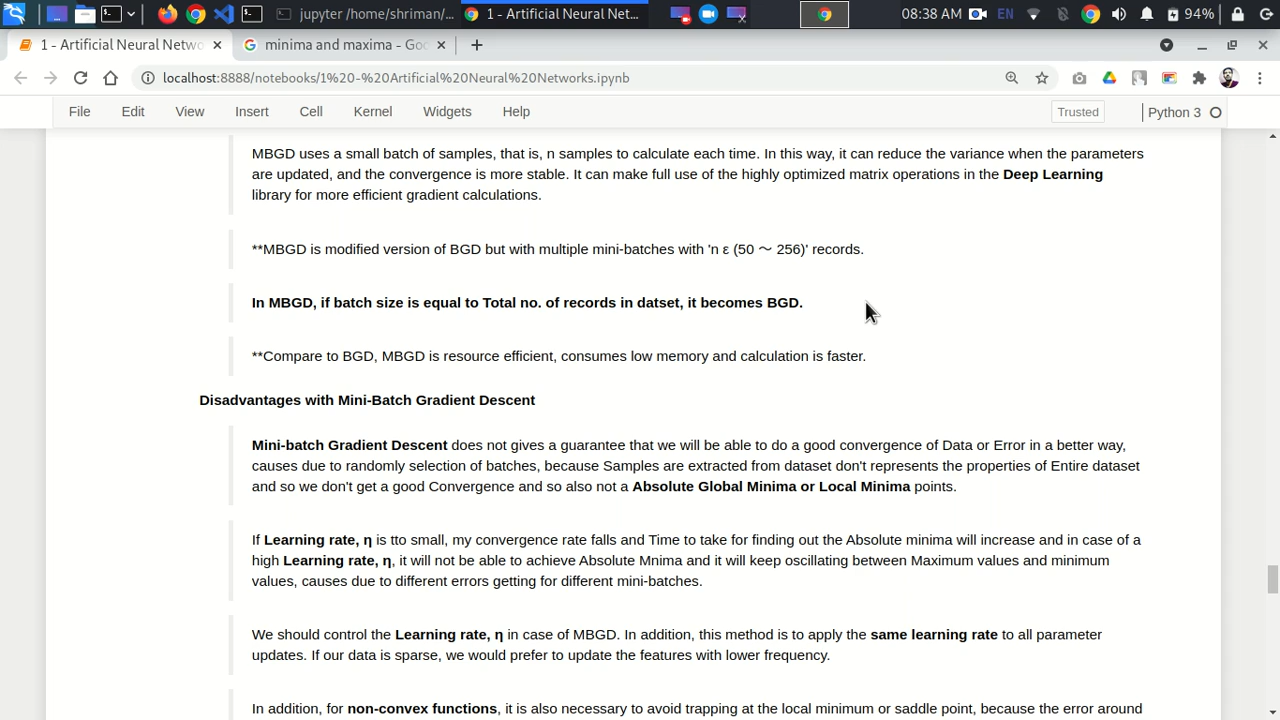 jupyter /home/shriman/...
1 - Artificial Neural Net...
08:38 AM
EN
94%
1 - Artificial Neural Netwo
minima and maxima - Goo
localhost:8888/notebooks/1%20-%20Artificial%20Neural%20Networks.ipynb
File Edit View Insert Cell Kernel Widgets Help
Trusted
Python 3
MBGD uses a small batch of samples, that is, n samples to calculate each time. In this way, it can reduce the variance when the parameters
are updated, and the convergence is more stable. It can make full use of the highly optimized matrix operations in the Deep Learning
library for more efficient gradient calculations.
**MBGD is modified version of BGD but with multiple mini-batches with 'n ε (50 ～ 256)' records.
In MBGD, if batch size is equal to Total no. of records in datset, it becomes BGD.
**Compare to BGD, MBGD is resource efficient, consumes low memory and calculation is faster.
Disadvantages with Mini-Batch Gradient Descent
Mini-batch Gradient Descent does not gives a guarantee that we will be able to do a good convergence of Data or Error in a better way,
causes due to randomly selection of batches, because Samples are extracted from dataset don't represents the properties of Entire dataset
and so we don't get a good Convergence and so also not a Absolute Global Minima or Local Minima points.
If Learning rate, η is tto small, my convergence rate falls and Time to take for finding out the Absolute minima will increase and in case of a
high Learning rate, η, it will not be able to achieve Absolute Mnima and it will keep oscillating between Maximum values and minimum
values, causes due to different errors getting for different mini-batches.
We should control the Learning rate, η in case of MBGD. In addition, this method is to apply the same learning rate to all parameter
updates. If our data is sparse, we would prefer to update the features with lower frequency.
In addition, for non-convex functions, it is also necessary to avoid trapping at the local minimum or saddle point, because the error around